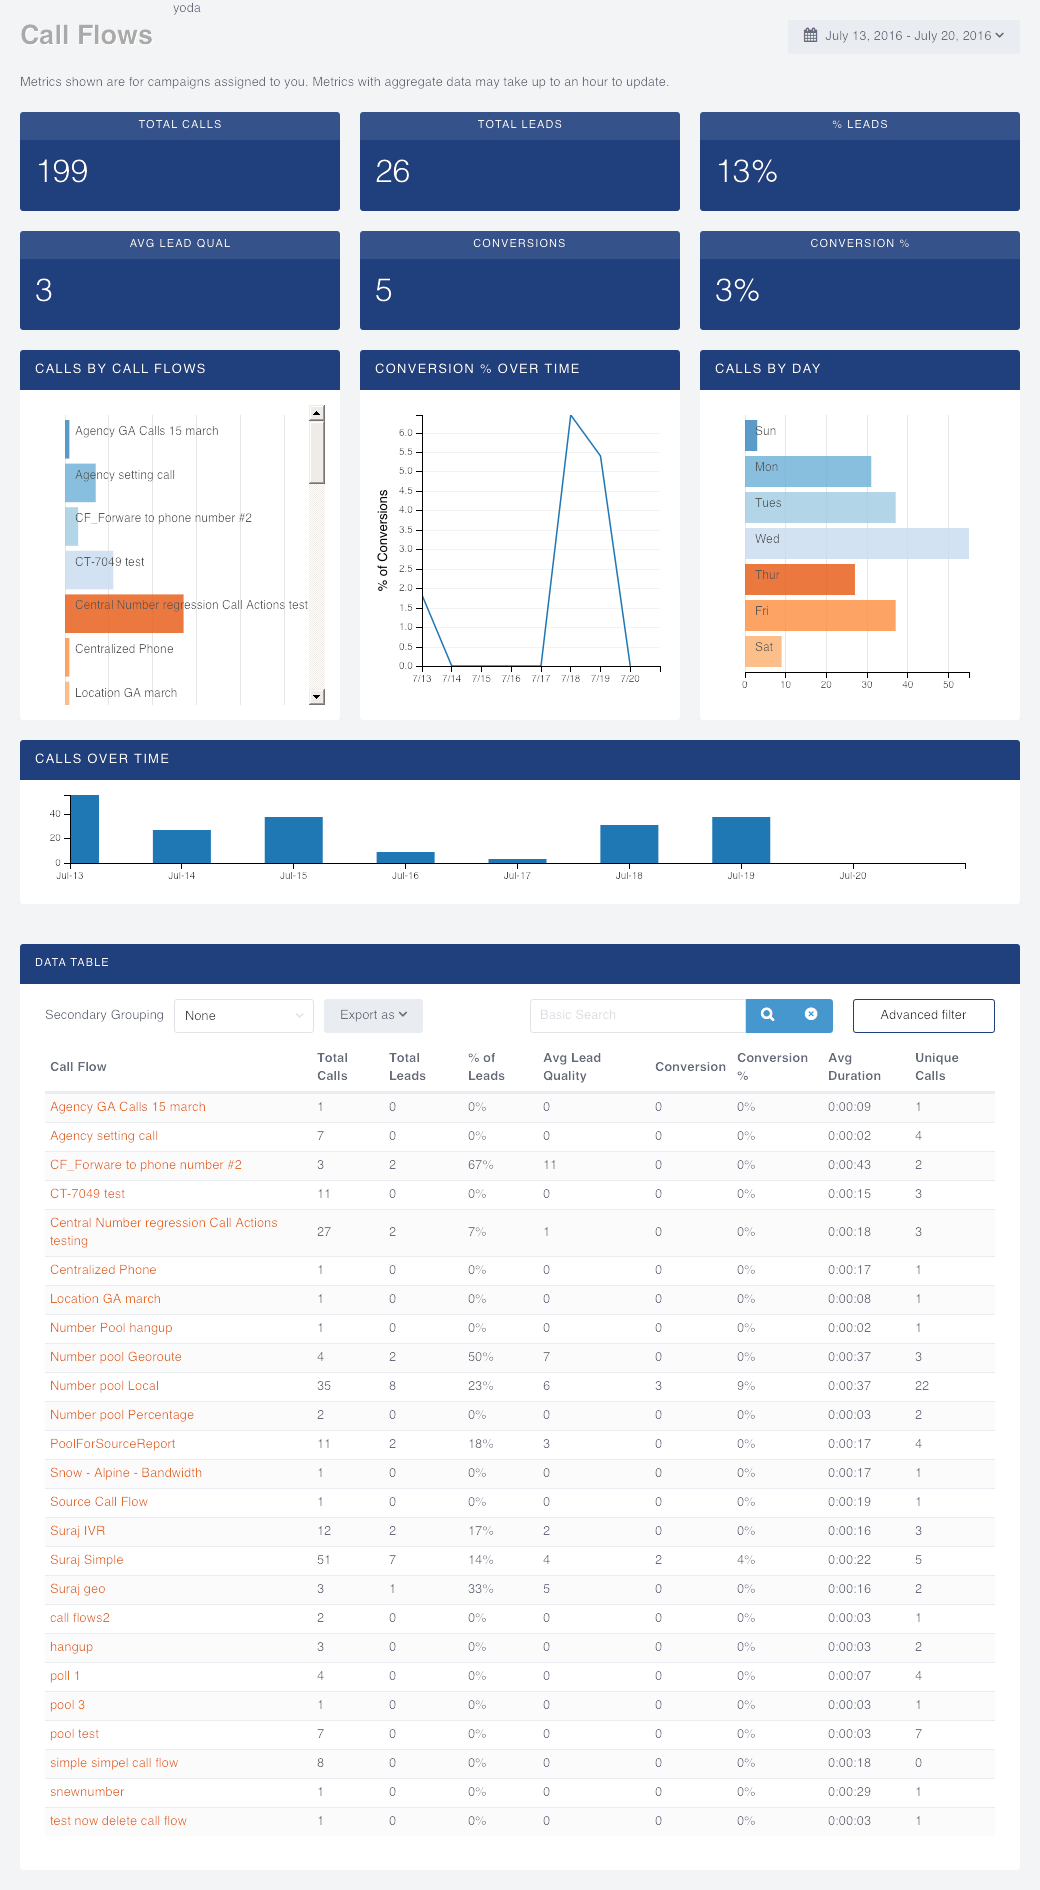 yoda
Call Flows
July 13, 2016 - July 20, 2016
Metrics shown are for campaigns assigned to you. Metrics with aggregate data may take up to an hour to update.
TOTAL CALLS
199
TOTAL LEADS
26
% LEADS
13%
AVG LEAD QUAL
3
CONVERSIONS
5
CONVERSION %
3%
CALLS BY CALL FLOWS
Agency GA Calls 15 march
Agency setting call
CF_Forware to phone number #2
CT-7049 test
Central Number regression Call Actions test
Centralized Phone
Location GA march
CONVERSION % OVER TIME
% of Conversions
6.0
5.5
5.0
4.5
4.0
3.5
3.0
2.5
2.0
1.5
1.0
0.5
0.0
7/13 7/14 7/15 7/16 7/17 7/18 7/19 7/20
CALLS BY DAY
Sun
Mon
Tues
Wed
Thur
Fri
Sat
0 10 20 30 40 50
CALLS OVER TIME
40
20
0
Jul-13 Jul-14 Jul-15 Jul-16 Jul-17 Jul-18 Jul-19 Jul-20
DATA TABLE
Secondary Grouping None Export as Basic Search Advanced filter
Call Flow Total Calls Total Leads % of Leads Avg Lead Quality Conversion Conversion % Avg Duration Unique Calls
Agency GA Calls 15 march 1 0 0% 0 0 0% 0:00:09 1
Agency setting call 7 0 0% 0 0 0% 0:00:02 4
CF_Forware to phone number #2 3 2 67% 11 0 0% 0:00:43 2
CT-7049 test 11 0 0% 0 0 0% 0:00:15 3
Central Number regression Call Actions testing 27 2 7% 1 0 0% 0:00:18 3
Centralized Phone 1 0 0% 0 0 0% 0:00:17 1
Location GA march 1 0 0% 0 0 0% 0:00:08 1
Number Pool hangup 1 0 0% 0 0 0% 0:00:02 1
Number pool Georoute 4 2 50% 7 0 0% 0:00:37 3
Number pool Local 35 8 23% 6 3 9% 0:00:37 22
Number pool Percentage 2 0 0% 0 0 0% 0:00:03 2
PoolForSourceReport 11 2 18% 3 0 0% 0:00:17 4
Snow - Alpine - Bandwidth 1 0 0% 0 0 0% 0:00:17 1
Source Call Flow 1 0 0% 0 0 0% 0:00:19 1
Suraj IVR 12 2 17% 2 0 0% 0:00:16 3
Suraj Simple 51 7 14% 4 2 4% 0:00:22 5
Suraj geo 3 1 33% 5 0 0% 0:00:16 2
call flows2 2 0 0% 0 0 0% 0:00:03 1
hangup 3 0 0% 0 0 0% 0:00:03 2
poll 1 4 0 0% 0 0 0% 0:00:07 4
pool 3 1 0 0% 0 0 0% 0:00:03 1
pool test 7 0 0% 0 0 0% 0:00:03 7
simple simpel call flow 8 0 0% 0 0 0% 0:00:18 0
snewnumber 1 0 0% 0 0 0% 0:00:29 1
test now delete call flow 1 0 0% 0 0 0% 0:00:03 1